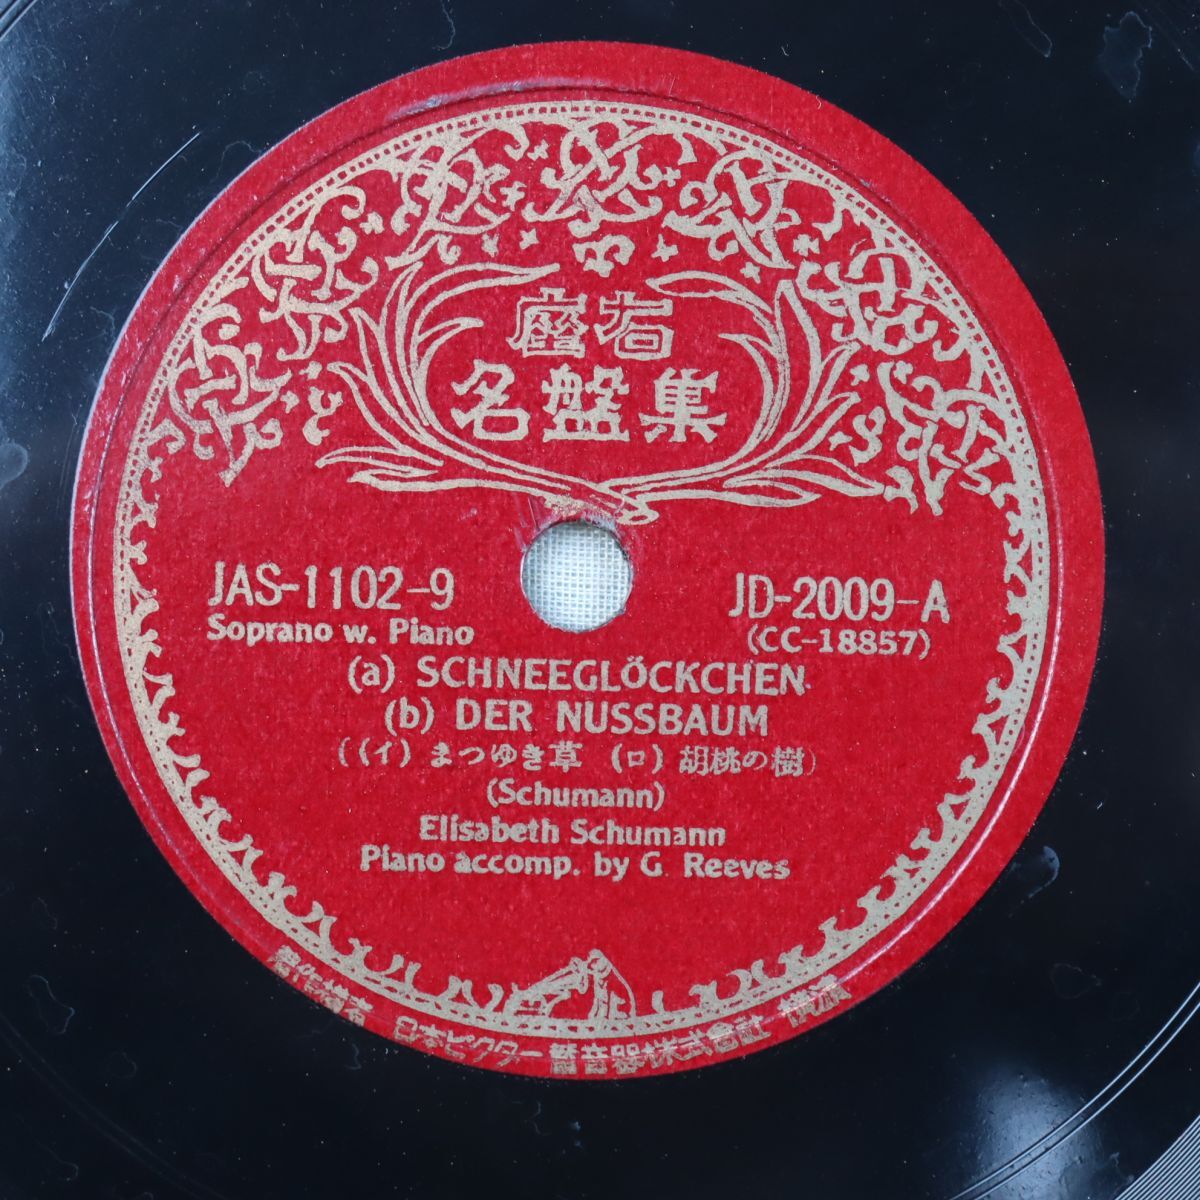 名盤集
JAS-1102-9
JD-2009-A
Soprano w. Piano
(CC-18857)
(a) SCHNEEGLÖCKCHEN
(b) DER NUSSBAUM
((イ) まつゆき草 (ロ) 胡桃の樹)
(Schumann)
Elisabeth Schumann
Piano accomp. by G. Reeves
日本ビクター蓄音器株式會社 横濱